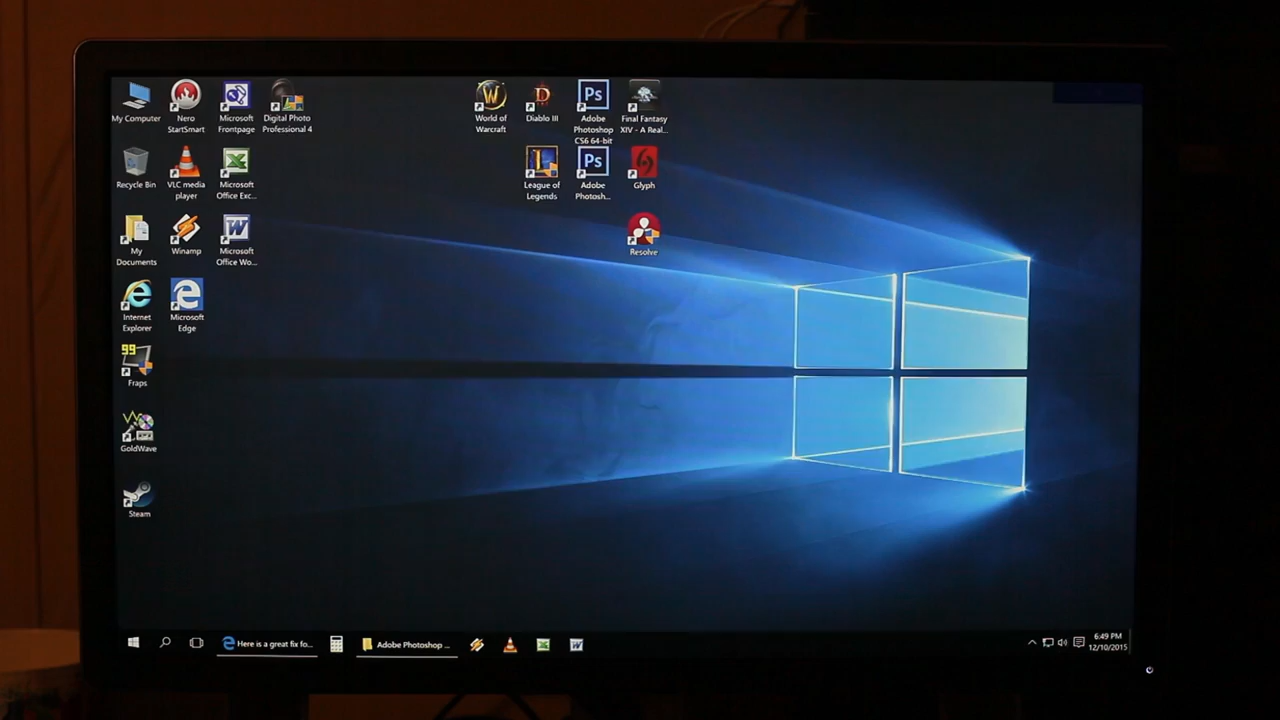 My Computer
Nero
StartSmart
Microsoft
Frontpage
Digital Photo
Professional 4
World of
Warcraft
Diablo III
Ps
Adobe
Photoshop
CS6 64-bit
Final Fantasy
XIV - A Real...
Recycle Bin
VLC media
player
Microsoft
Office Exc...
League of
Legends
Ps
Adobe
Photosh...
Glyph
My
Documents
Winamp
Microsoft
Office Wo...
Resolve
Internet
Explorer
Microsoft
Edge
99
Fraps
GoldWave
Steam
Here is a great fix fo...
Adobe Photoshop ...
6:49 PM
12/10/2015